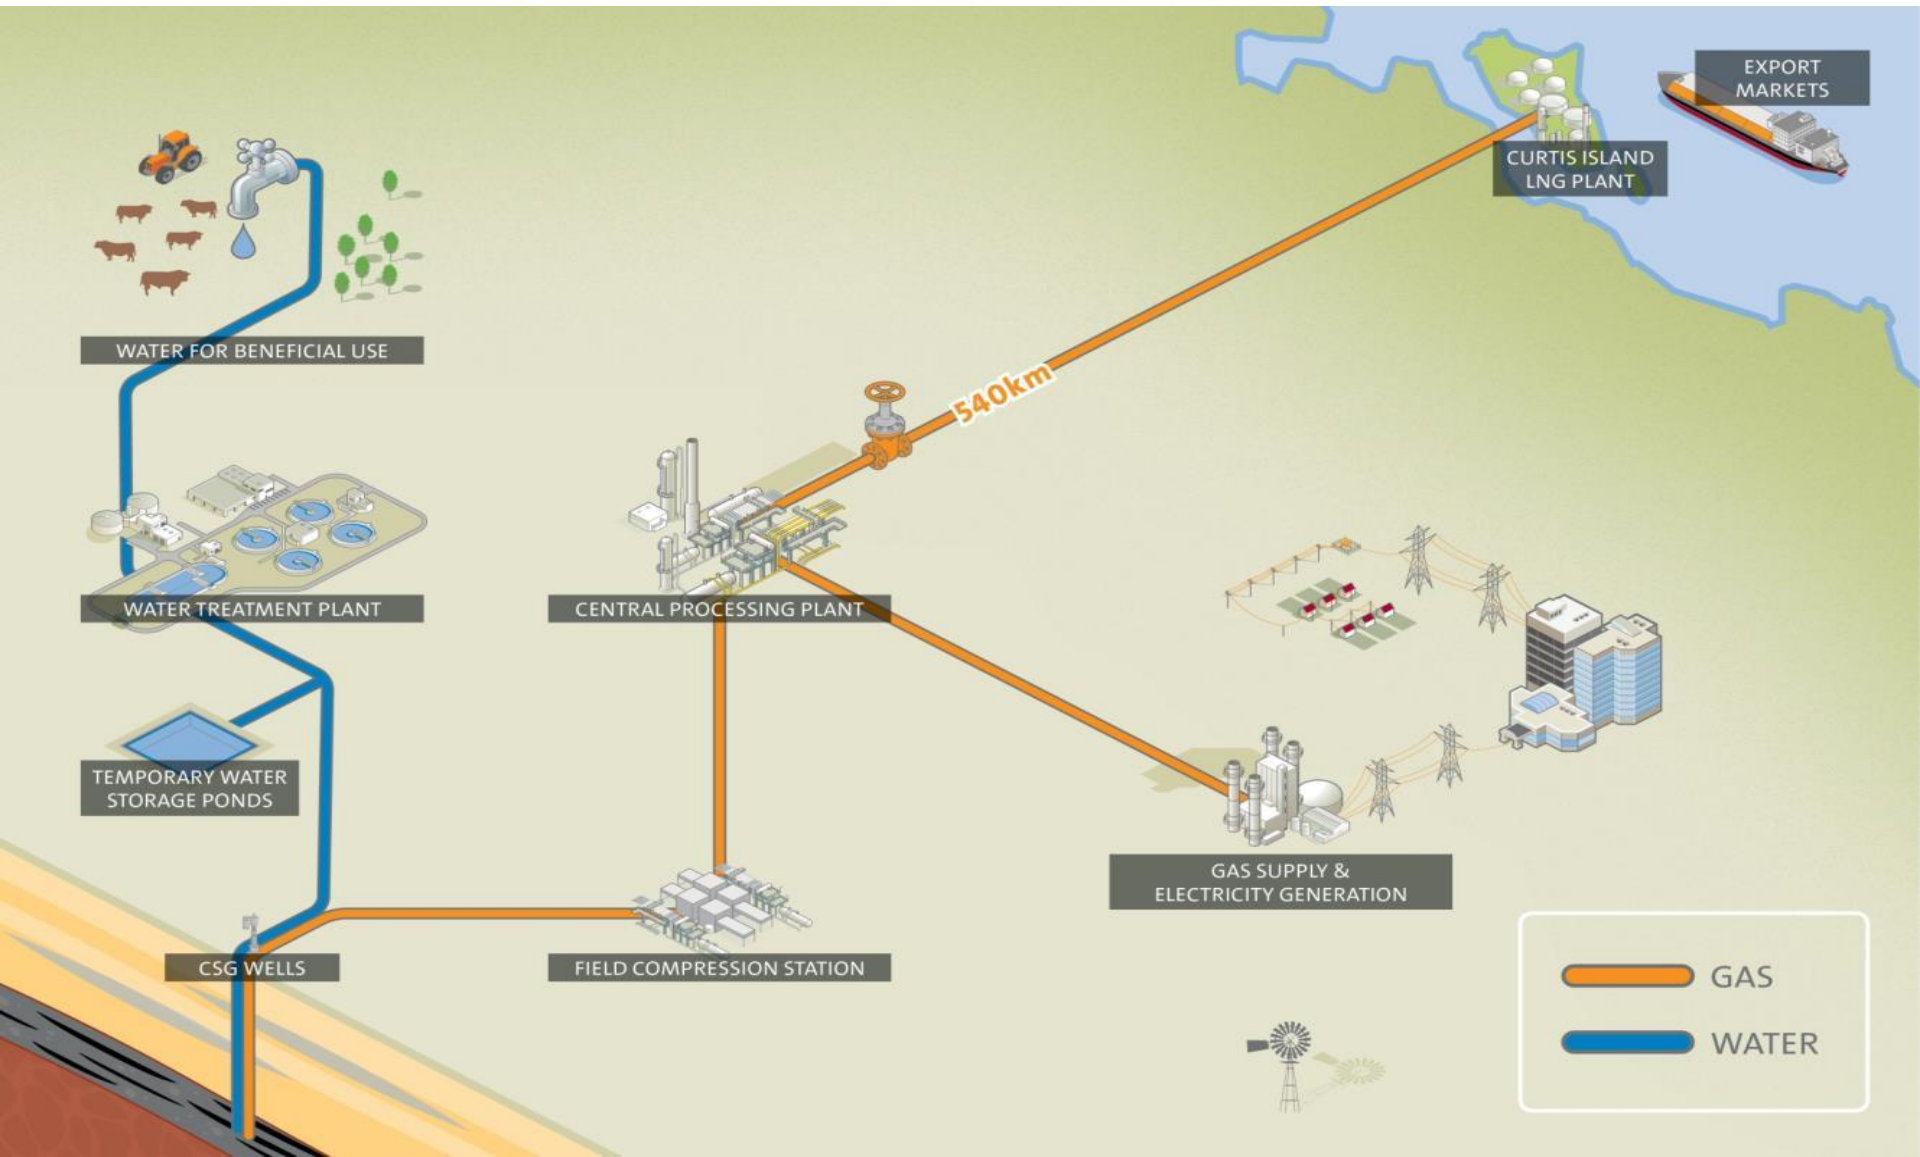 EXPORT
MARKETS
CURTIS ISLAND
LNG PLANT
WATER FOR BENEFICIAL USE
540km
WATER TREATMENT PLANT
CENTRAL PROCESSING PLANT
TEMPORARY WATER
STORAGE PONDS
GAS SUPPLY &
ELECTRICITY GENERATION
CSG WELLS
FIELD COMPRESSION STATION
GAS
WATER